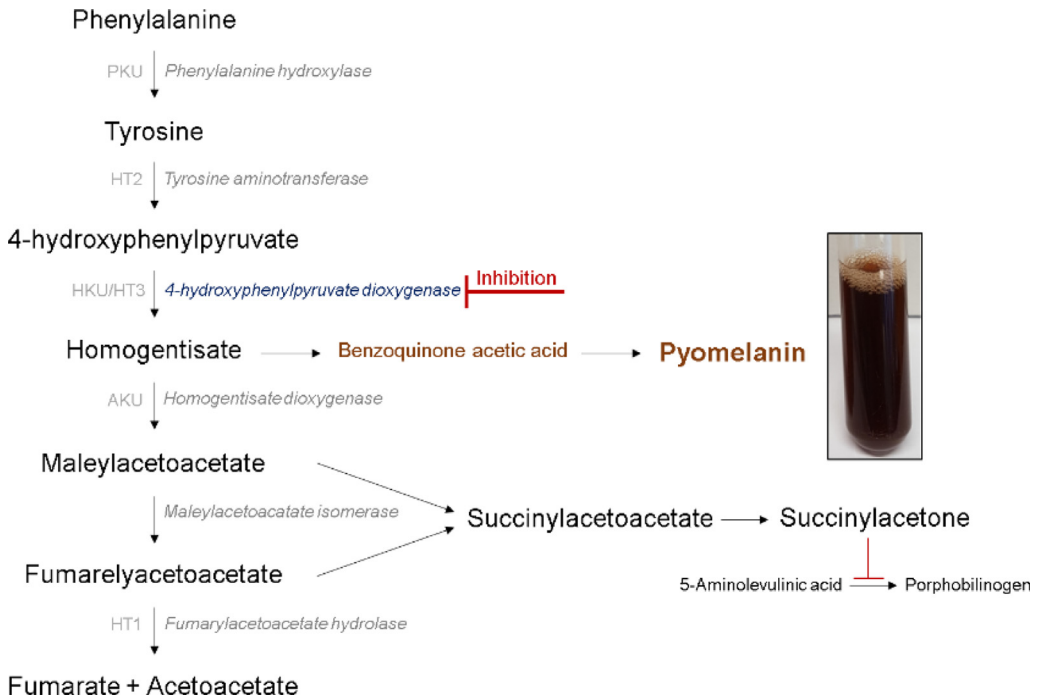 Phenylalanine
PKU Phenylalanine hydroxylase
Tyrosine
HT2 Tyrosine aminotransferase
4-hydroxyphenylpyruvate
HKU/HT3 4-hydroxyphenylpyruvate dioxygenase Inhibition
Homogentisate Benzoquinone acetic acid Pyomelanin
AKU Homogentisate dioxygenase
Maleylacetoacetate
Maleylacetoacatate isomerase
Succinylacetoacetate Succinylacetone
Fumarelyacetoacetate
5-Aminolevulinic acid Porphobilinogen
HT1 Fumarylacetoacetate hydrolase
Fumarate + Acetoacetate